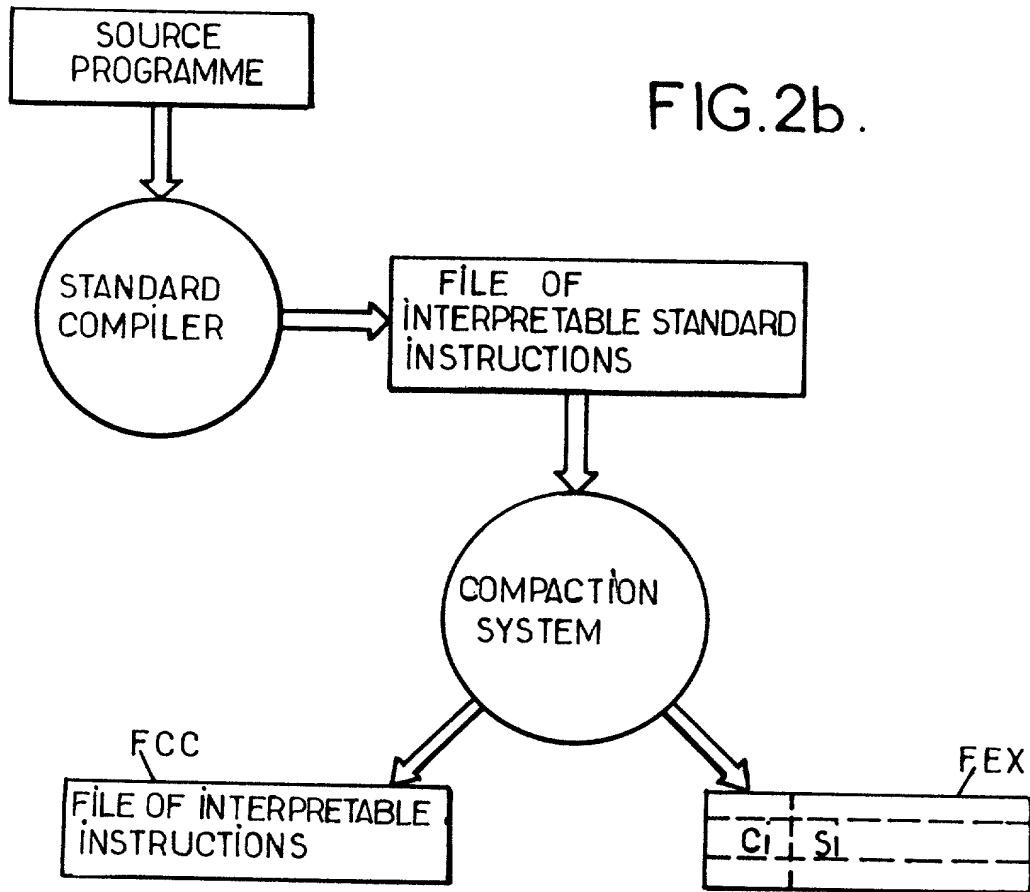 SOURCE
PROGRAMME
FIG.2b.
STANDARD
COMPILER
FILE OF
INTERPRETABLE STANDARD
INSTRUCTIONS
COMPACTION
SYSTEM
FCC
FILE OF INTERPRETABLE
INSTRUCTIONS
FEX
Ci Si